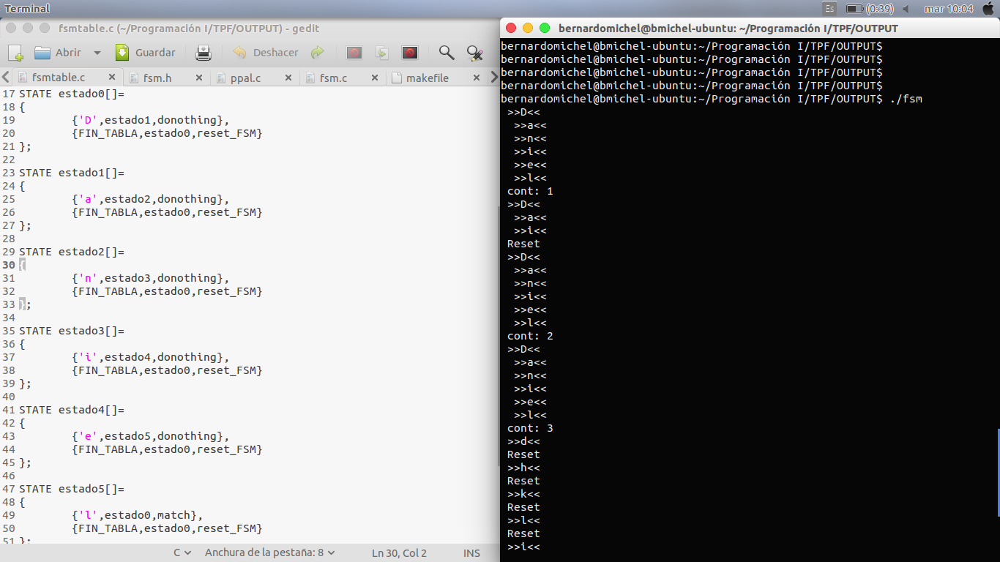 Terminal
Es (0:39) mar 10:04
fsmtable.c (~/Programación I/TPF/OUTPUT) - gedit
Abrir Guardar Deshacer
fsmtable.c fsm.h ppal.c fsm.c makefile
17 STATE estado0[]=
18 {
19 {'D',estado1,donothing},
20 {FIN_TABLA,estado0,reset_FSM}
21 };
22
23 STATE estado1[]=
24 {
25 {'a',estado2,donothing},
26 {FIN_TABLA,estado0,reset_FSM}
27 };
28
29 STATE estado2[]=
30 {
31 {'n',estado3,donothing},
32 {FIN_TABLA,estado0,reset_FSM}
33 };
34
35 STATE estado3[]=
36 {
37 {'i',estado4,donothing},
38 {FIN_TABLA,estado0,reset_FSM}
39 };
40
41 STATE estado4[]=
42 {
43 {'e',estado5,donothing},
44 {FIN_TABLA,estado0,reset_FSM}
45 };
46
47 STATE estado5[]=
48 {
49 {'l',estado0,match},
50 {FIN_TABLA,estado0,reset_FSM}
51 };
C Anchura de la pestaña: 8 Ln 30, Col 2 INS
bernardomichel@bmichel-ubuntu: ~/Programación I/TPF/OUTPUT
bernardomichel@bmichel-ubuntu:~/Programación I/TPF/OUTPUT$
bernardomichel@bmichel-ubuntu:~/Programación I/TPF/OUTPUT$
bernardomichel@bmichel-ubuntu:~/Programación I/TPF/OUTPUT$
bernardomichel@bmichel-ubuntu:~/Programación I/TPF/OUTPUT$
bernardomichel@bmichel-ubuntu:~/Programación I/TPF/OUTPUT$ ./fsm
>>D<<
>>a<<
>>n<<
>>i<<
>>e<<
>>l<<
cont: 1
>>D<<
>>a<<
>>i<<
Reset
>>D<<
>>a<<
>>n<<
>>i<<
>>e<<
>>l<<
cont: 2
>>D<<
>>a<<
>>n<<
>>i<<
>>e<<
>>l<<
cont: 3
>>d<<
Reset
>>h<<
Reset
>>k<<
Reset
>>l<<
Reset
>>i<<